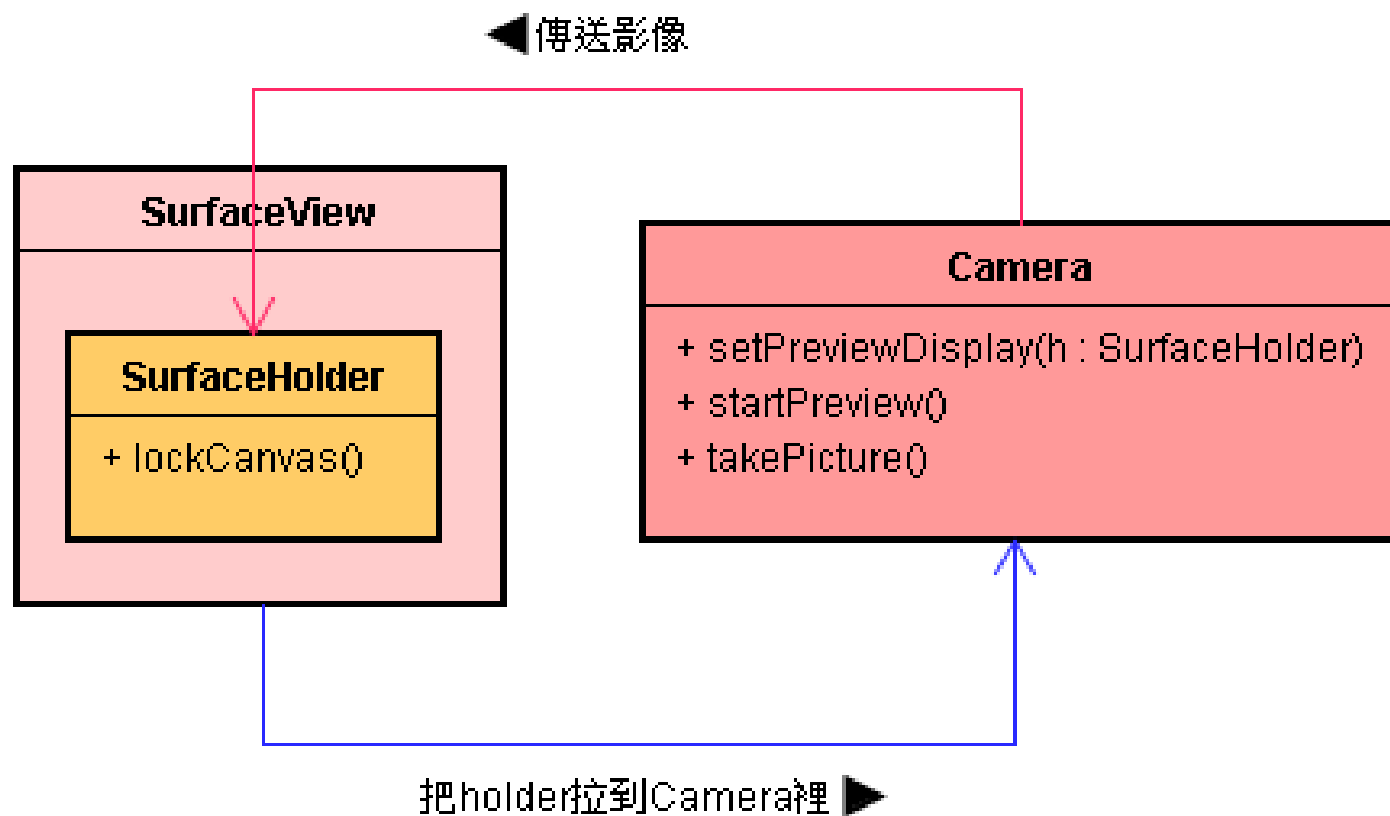 ◀傳送影像
SurfaceView
SurfaceHolder
+ lockCanvas()
Camera
+ setPreviewDisplay(h : SurfaceHolder)
+ startPreview()
+ takePicture()
把holder拉到Camera裡 ▶